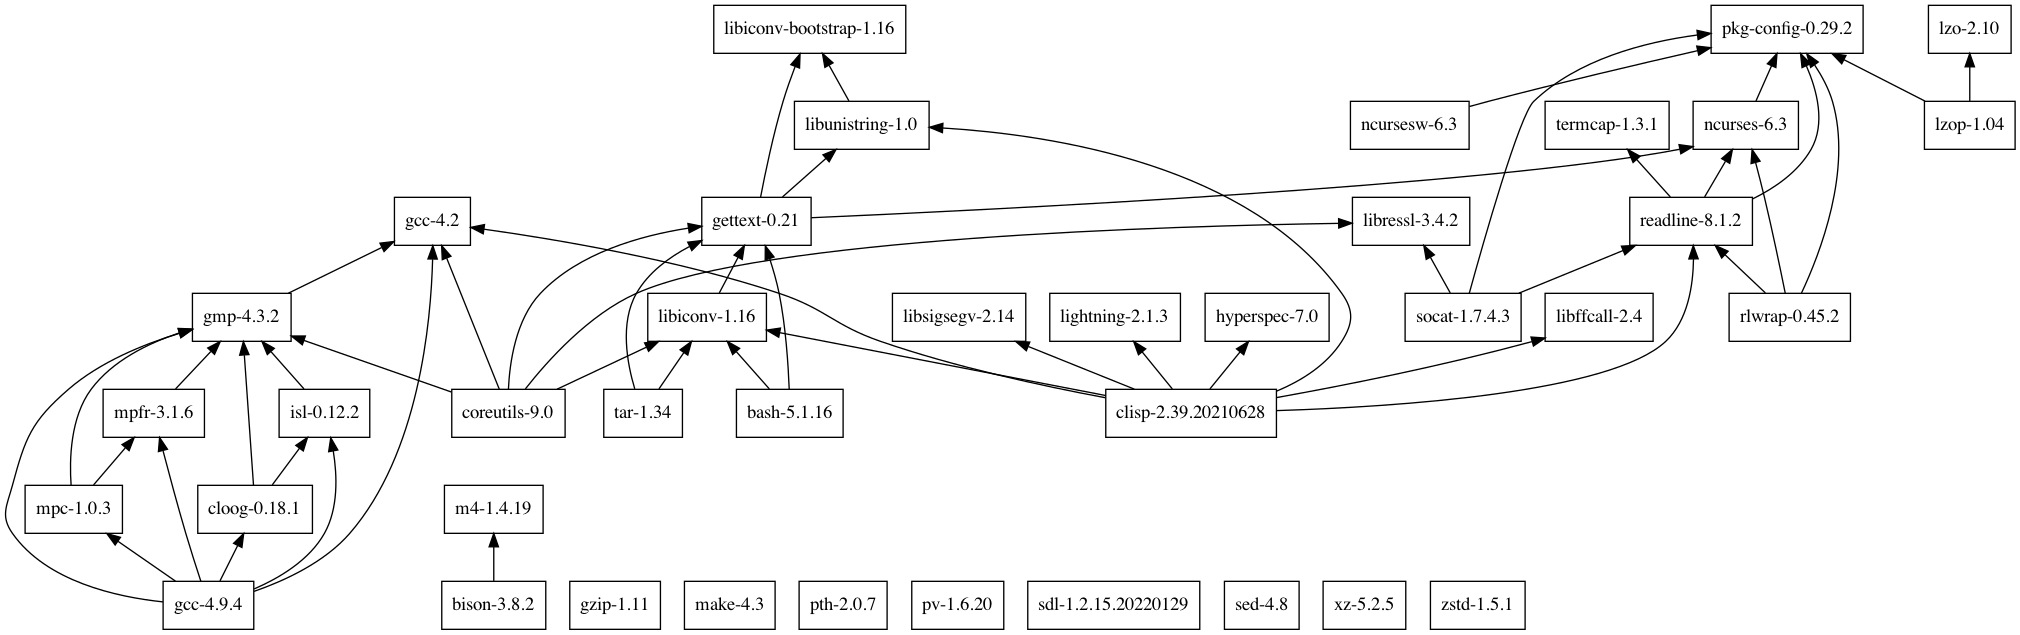 libiconv-bootstrap-1.16
pkg-config-0.29.2
lzo-2.10
libunistring-1.0
ncursesw-6.3
termcap-1.3.1
ncurses-6.3
lzop-1.04
gcc-4.2
gettext-0.21
libressl-3.4.2
readline-8.1.2
gmp-4.3.2
libiconv-1.16
libsigsegv-2.14
lightning-2.1.3
hyperspec-7.0
socat-1.7.4.3
libffcall-2.4
rlwrap-0.45.2
mpfr-3.1.6
isl-0.12.2
coreutils-9.0
tar-1.34
bash-5.1.16
clisp-2.39.20210628
mpc-1.0.3
cloog-0.18.1
m4-1.4.19
gcc-4.9.4
bison-3.8.2
gzip-1.11
make-4.3
pth-2.0.7
pv-1.6.20
sdl-1.2.15.20220129
sed-4.8
xz-5.2.5
zstd-1.5.1